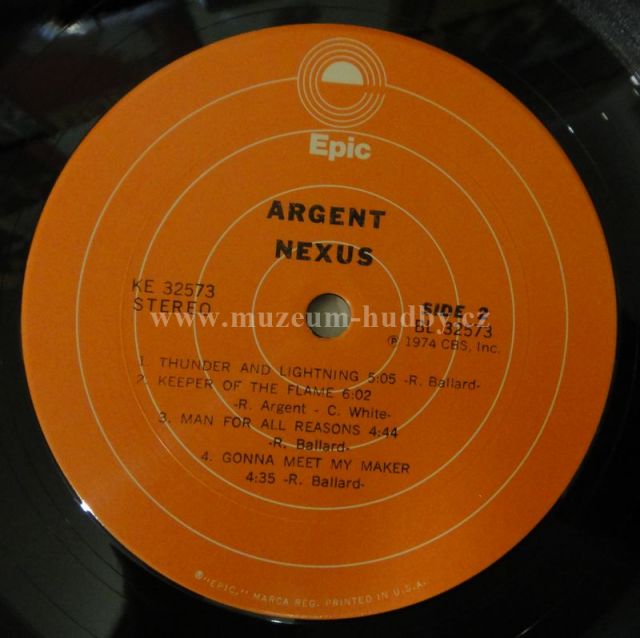 Epic
ARGENT
NEXUS
KE 32573
STEREO
SIDE 2
BL 32573
℗ 1974 CBS, Inc.
www.muzeum-hudby.cz
1. THUNDER AND LIGHTNING 5:05 -R. Ballard-
2. KEEPER OF THE FLAME 6:02
-R. Argent - C. White-
3. MAN FOR ALL REASONS 4:44
-R. Ballard-
4. GONNA MEET MY MAKER
4:35 -R. Ballard-
®"EPIC," MARCA REG. PRINTED IN U.S.A.